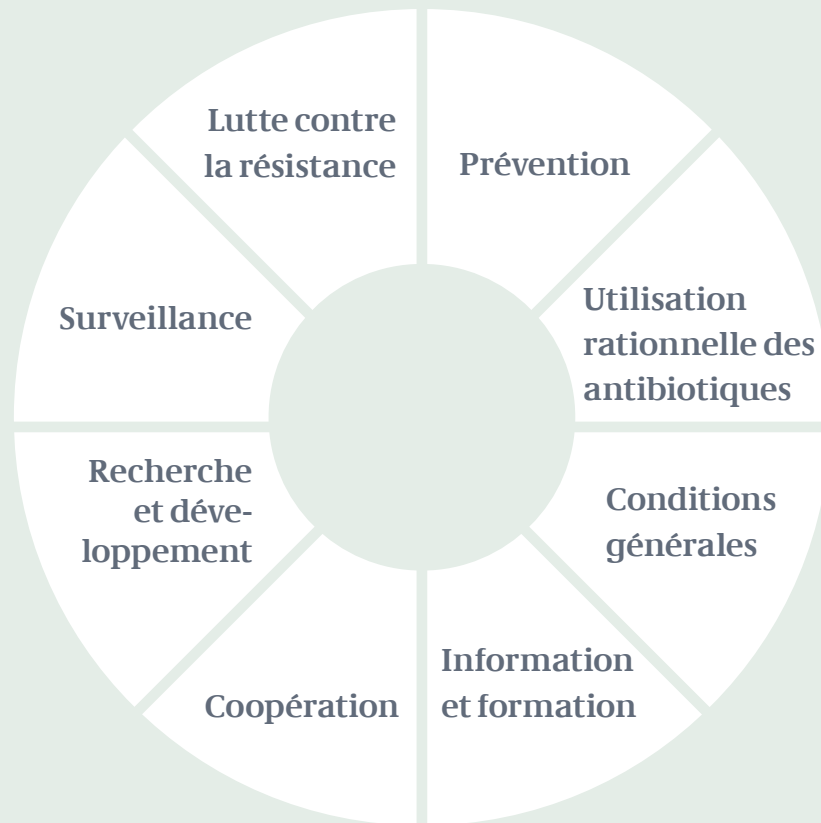 Lutte contre
la résistance
Prévention
Surveillance
Utilisation
rationnelle des
antibiotiques
Recherche
et déve-
loppement
Conditions
générales
Coopération
Information
et formation